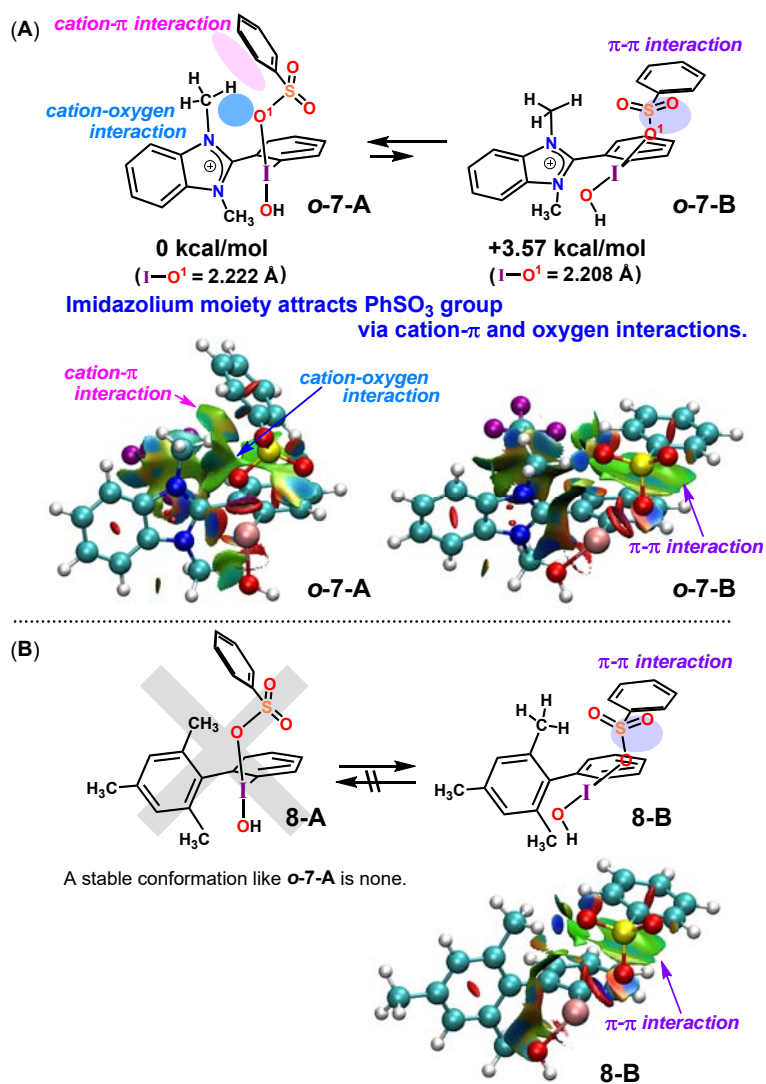 (A)
cation-π interaction
π-π interaction
H
H
H
C
O
S
O
O¹
cation-oxygen
interaction
N
⊕
N
CH₃
I
OH
o-7-A
H
C
H
H
O
S
O
O¹
N
⊕
N
H₃C
I
O
H
o-7-B
0 kcal/mol
(I—O¹ = 2.222 Å)
+3.57 kcal/mol
(I—O¹ = 2.208 Å)
Imidazolium moiety attracts PhSO₃ group
via cation-π and oxygen interactions.
cation-π
interaction
cation-oxygen
interaction
π-π interaction
o-7-A
o-7-B
(B)
π-π interaction
O
S
O
O
CH₃
H₃C
H₃C
I
OH
8-A
H
C
H
H
O
S
O
O
H₃C
H₃C
I
O
H
8-B
A stable conformation like o-7-A is none.
π-π interaction
8-B